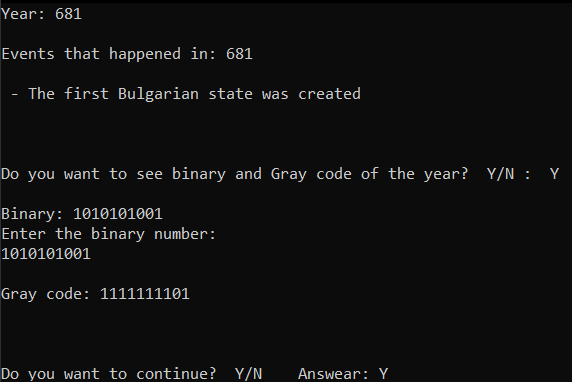 Year: 681
Events that happened in: 681
- The first Bulgarian state was created
Do you want to see binary and Gray code of the year?  Y/N :  Y
Binary: 1010101001
Enter the binary number:
1010101001
Gray code: 1111111101
Do you want to continue?  Y/N    Answear: Y